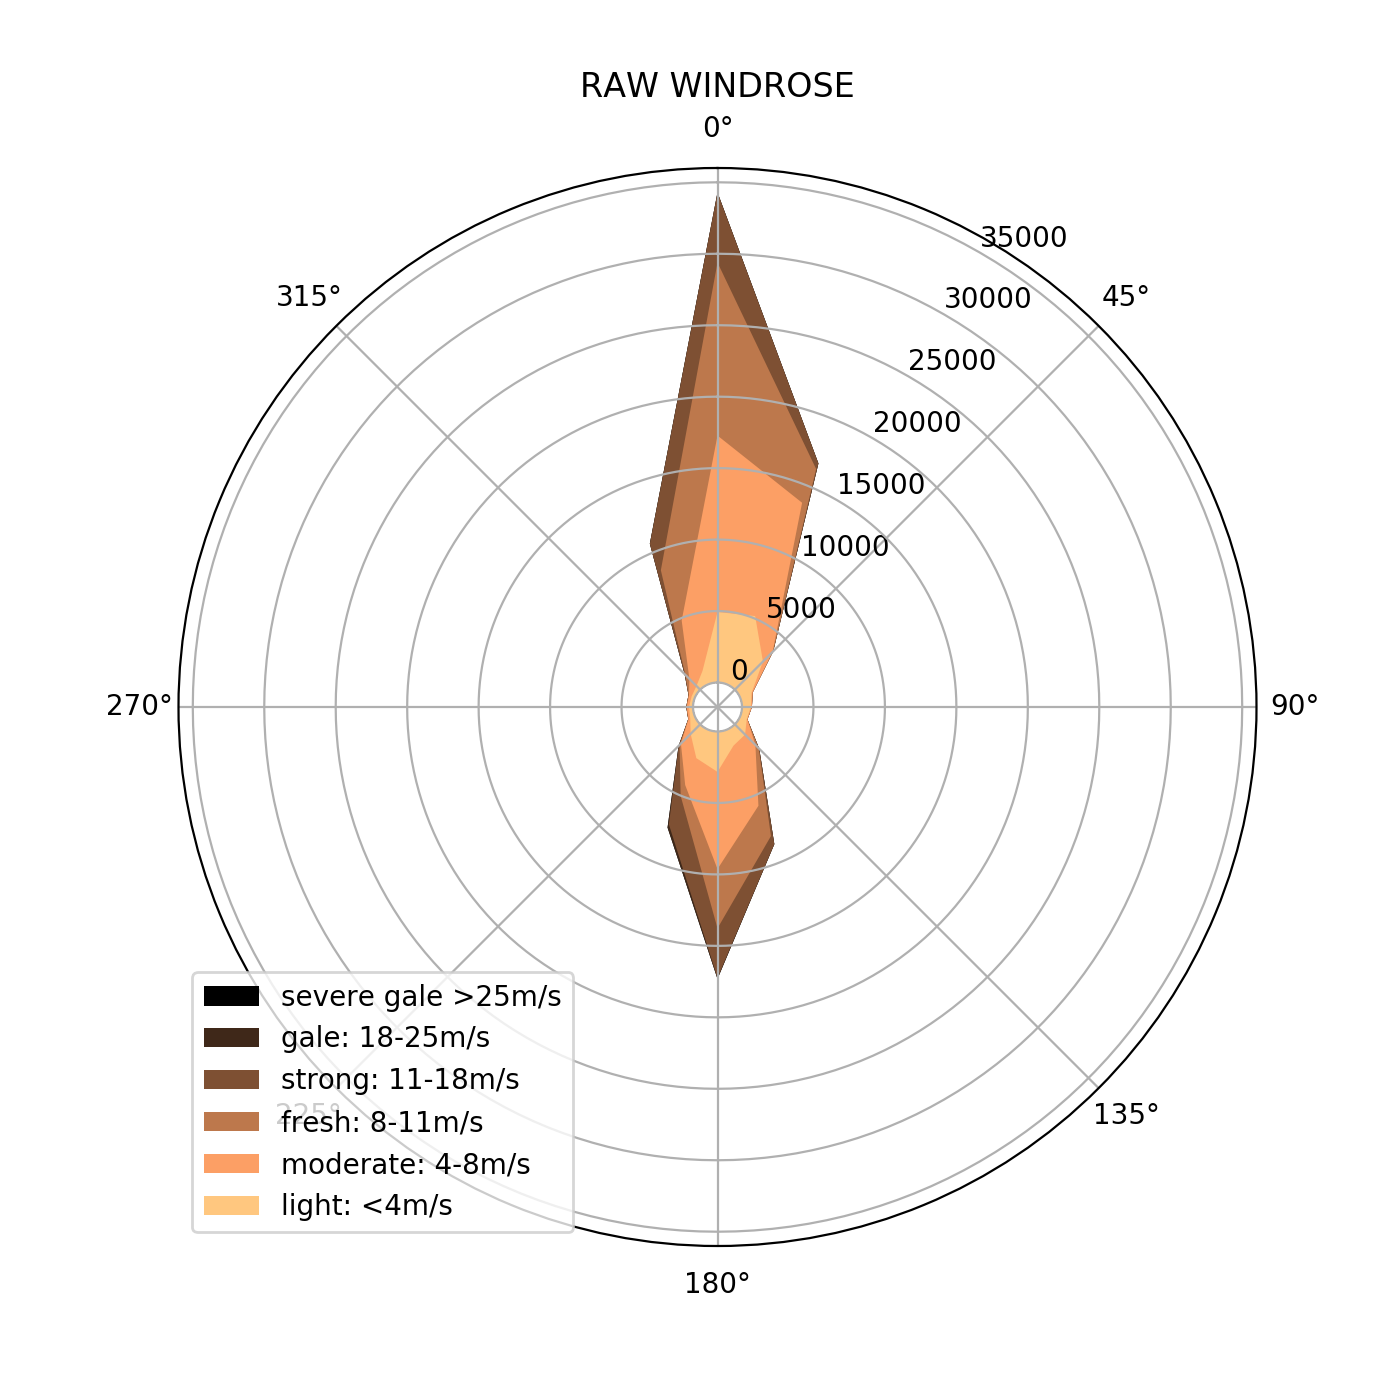 RAW WINDROSE
0°
35000
315°
30000
45°
25000
20000
15000
10000
5000
0
270°
90°
severe gale >25m/s
gale: 18-25m/s
strong: 11-18m/s
225°
135°
fresh: 8-11m/s
moderate: 4-8m/s
light: <4m/s
180°